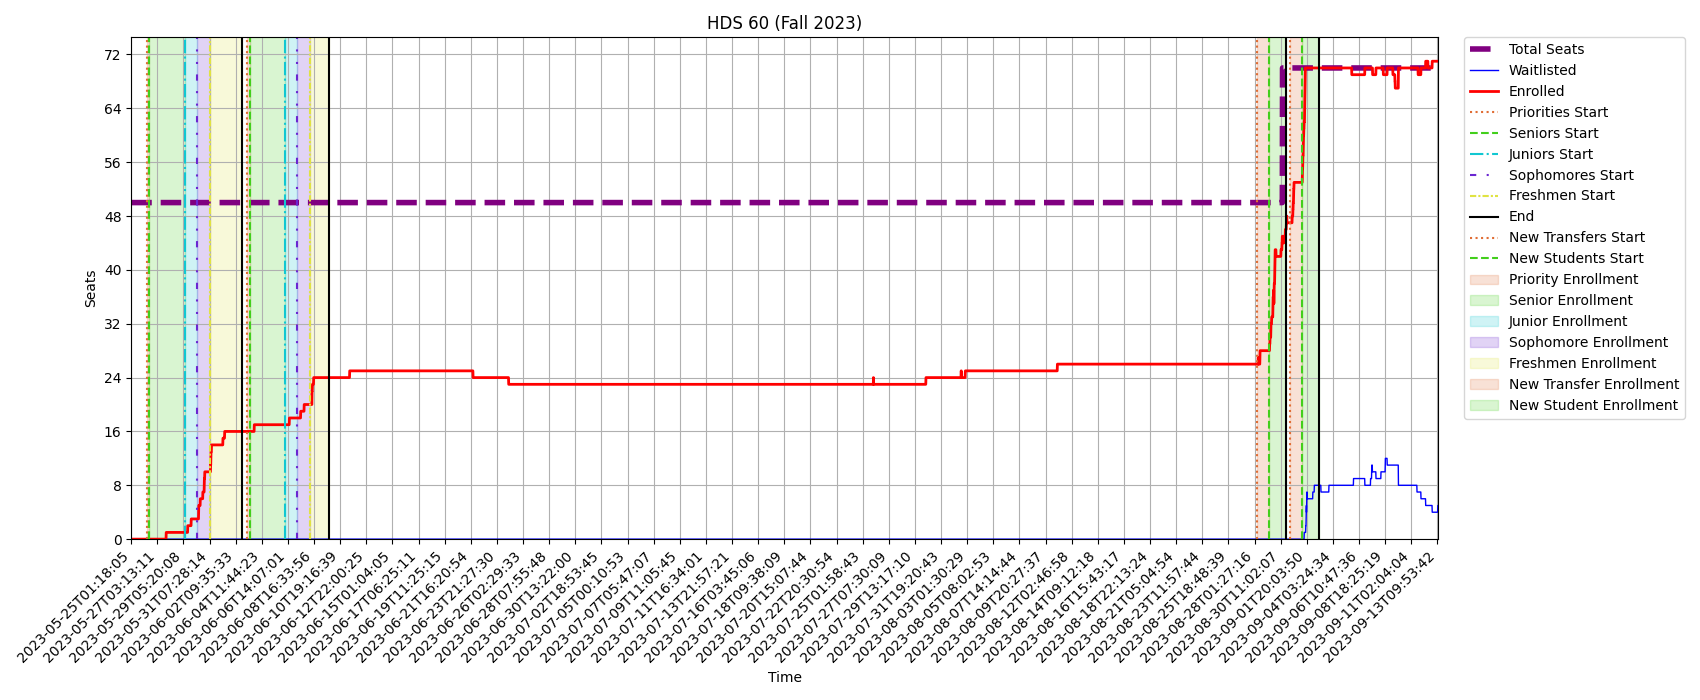 HDS 60 (Fall 2023)
72
64
56
48
40
32
24
16
8
0
Seats
Total Seats
Waitlisted
Enrolled
Priorities Start
Seniors Start
Juniors Start
Sophomores Start
Freshmen Start
End
New Transfers Start
New Students Start
Priority Enrollment
Senior Enrollment
Junior Enrollment
Sophomore Enrollment
Freshmen Enrollment
New Transfer Enrollment
New Student Enrollment
2023-05-25T01:18:05
2023-05-27T03:13:11
2023-05-29T05:20:08
2023-05-31T07:28:14
2023-06-02T09:35:33
2023-06-04T11:44:23
2023-06-06T14:07:01
2023-06-08T16:33:56
2023-06-10T19:16:39
2023-06-12T22:00:25
2023-06-15T01:04:05
2023-06-17T06:25:11
2023-06-19T11:25:15
2023-06-21T16:20:54
2023-06-23T21:27:30
2023-06-26T02:29:33
2023-06-28T07:55:48
2023-06-30T13:22:00
2023-07-02T18:53:45
2023-07-05T00:10:53
2023-07-07T05:47:07
2023-07-09T11:05:45
2023-07-11T16:34:01
2023-07-13T21:57:21
2023-07-16T03:45:06
2023-07-18T09:38:09
2023-07-20T15:07:44
2023-07-22T20:30:54
2023-07-25T01:58:43
2023-07-27T07:30:09
2023-07-29T13:17:10
2023-07-31T19:20:43
2023-08-03T01:30:29
2023-08-05T08:02:53
2023-08-07T14:14:44
2023-08-09T20:27:37
2023-08-12T02:46:58
2023-08-14T09:12:18
2023-08-16T15:43:17
2023-08-18T22:13:24
2023-08-21T05:04:54
2023-08-23T11:57:44
2023-08-25T18:48:39
2023-08-28T01:27:51
2023-08-30T11:02:07
2023-09-01T20:03:50
2023-09-04T03:24:34
2023-09-06T10:47:36
2023-09-08T18:25:19
2023-09-11T02:04:04
2023-09-13T09:53:42
Time